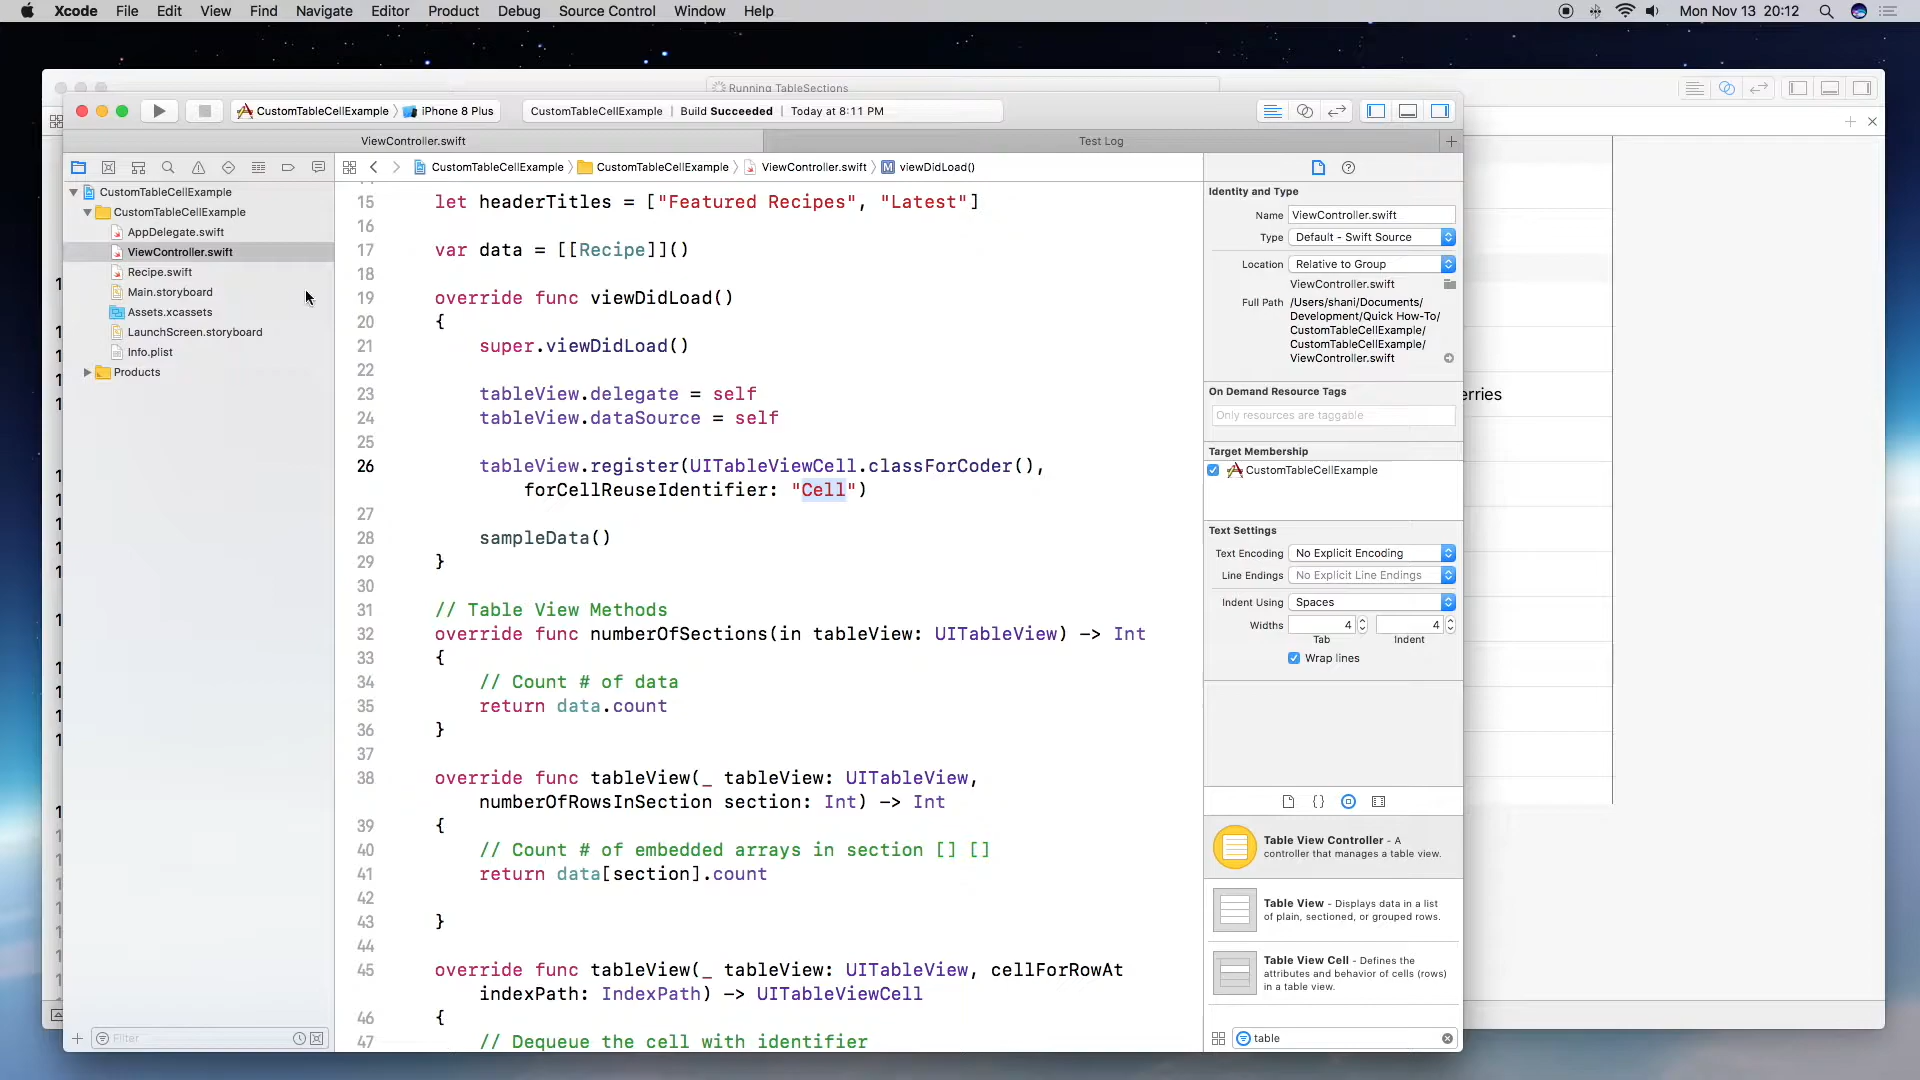 Xcode File Edit View Find Navigate Editor Product Debug Source Control Window Help Mon Nov 13 20:12
Running TableSections
CustomTableCellExample iPhone 8 Plus CustomTableCellExample | Build Succeeded | Today at 8:11 PM
ViewController.swift Test Log
CustomTableCellExample CustomTableCellExample ViewController.swift viewDidLoad()
CustomTableCellExample
CustomTableCellExample
AppDelegate.swift
ViewController.swift
Recipe.swift
Main.storyboard
Assets.xcassets
LaunchScreen.storyboard
Info.plist
Products
Filter
15 let headerTitles = ["Featured Recipes", "Latest"]
16
17 var data = [[Recipe]]()
18
19 override func viewDidLoad()
20 {
21 super.viewDidLoad()
22
23 tableView.delegate = self
24 tableView.dataSource = self
25
26 tableView.register(UITableViewCell.classForCoder(),
forCellReuseIdentifier: "Cell")
27
28 sampleData()
29 }
30
31 // Table View Methods
32 override func numberOfSections(in tableView: UITableView) -> Int
33 {
34 // Count # of data
35 return data.count
36 }
37
38 override func tableView(_ tableView: UITableView,
numberOfRowsInSection section: Int) -> Int
39 {
40 // Count # of embedded arrays in section [] []
41 return data[section].count
42
43 }
44
45 override func tableView(_ tableView: UITableView, cellForRowAt
indexPath: IndexPath) -> UITableViewCell
46 {
47 // Dequeue the cell with identifier
Identity and Type
Name ViewController.swift
Type Default - Swift Source
Location Relative to Group
ViewController.swift
Full Path /Users/shani/Documents/
Development/Quick How-To/
CustomTableCellExample/
CustomTableCellExample/
ViewController.swift
On Demand Resource Tags
Only resources are taggable
Target Membership
CustomTableCellExample
Text Settings
Text Encoding No Explicit Encoding
Line Endings No Explicit Line Endings
Indent Using Spaces
Widths 4 4
Tab Indent
Wrap lines
Table View Controller - A
controller that manages a table view.
Table View - Displays data in a list
of plain, sectioned, or grouped rows.
Table View Cell - Defines the
attributes and behavior of cells (rows)
in a table view.
table
erries